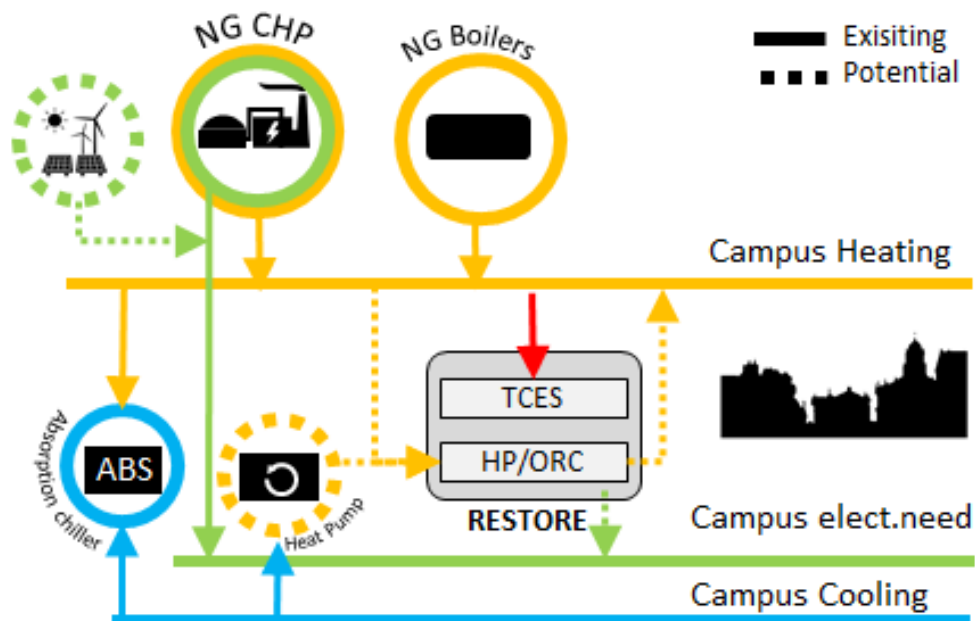 NG CHP
NG Boilers
Exisiting
Potential
Campus Heating
TCES
HP/ORC
RESTORE
ABS
Absorption chiller
Heat Pump
Campus elect.need
Campus Cooling